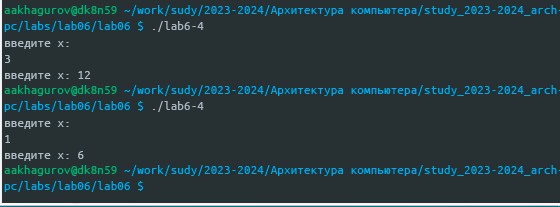 aakhagurov@dk8n59 ~/work/sudy/2023-2024/Архитектура компьютера/study_2023-2024_arch-
pc/labs/lab06/lab06 $ ./lab6-4
введите x:
3
введите x: 12
aakhagurov@dk8n59 ~/work/sudy/2023-2024/Архитектура компьютера/study_2023-2024_arch-
pc/labs/lab06/lab06 $ ./lab6-4
введите x:
1
введите x: 6
aakhagurov@dk8n59 ~/work/sudy/2023-2024/Архитектура компьютера/study_2023-2024_arch-
pc/labs/lab06/lab06 $